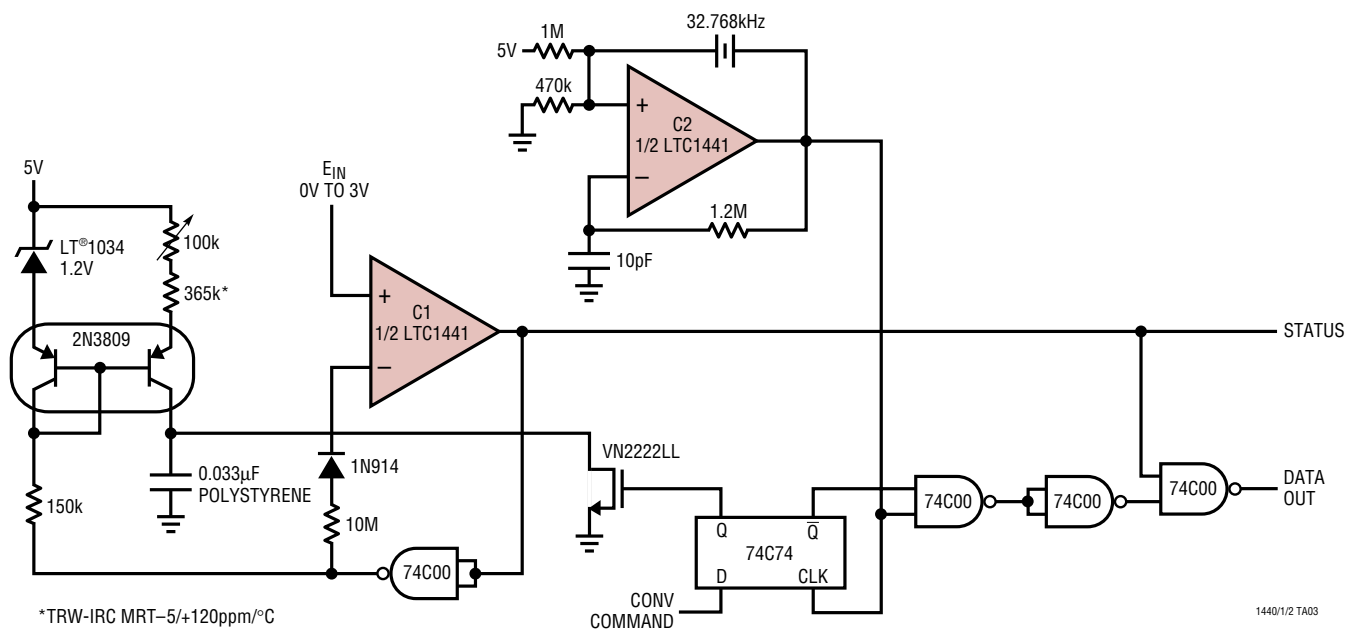 32.768kHz
1M
5V
470k
+
C2
1/2 LTC1441
–
1.2M
10pF
5V
LT®1034
1.2V
100k
365k*
2N3809
EIN
0V TO 3V
+
C1
1/2 LTC1441
–
STATUS
0.033µF
POLYSTYRENE
1N914
10M
150k
74C00
VN2222LL
Q
Q̅
74C74
D
CLK
CONV
COMMAND
74C00
74C00
74C00
DATA
OUT
*TRW-IRC MRT–5/+120ppm/°C
1440/1/2 TA03